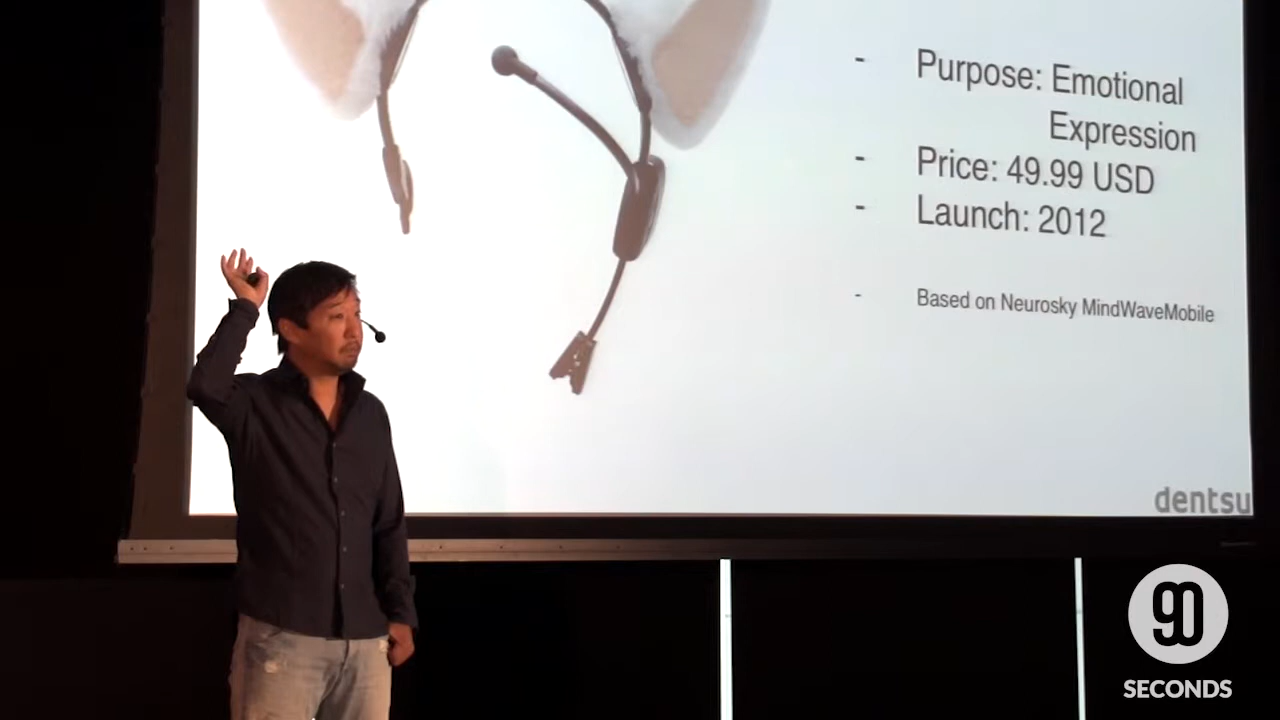 - Purpose: Emotional
Expression
- Price: 49.99 USD
- Launch: 2012
- Based on Neurosky MindWaveMobile
dentsu
90
SECONDS